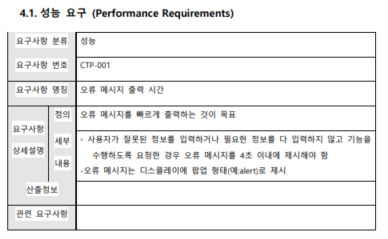 4.1. 성능 요구 (Performance Requirements)
요구사항 분류 성능
요구사항 번호 CTP-001
요구사항 명칭 오류 메시지 출력 시간
요구사항 상세설명 정의 오류 메시지를 빠르게 출력하는 것이 목표
세부 내용 - 사용자가 잘못된 정보를 입력하거나 필요한 정보를 다 입력하지 않고 기능을
수행하도록 요청한 경우 오류 메시지를 4초 이내에 제시해야 함
-오류 메시지는 디스플레이에 팝업 형태(예:alert)로 제시
산출정보
관련 요구사항